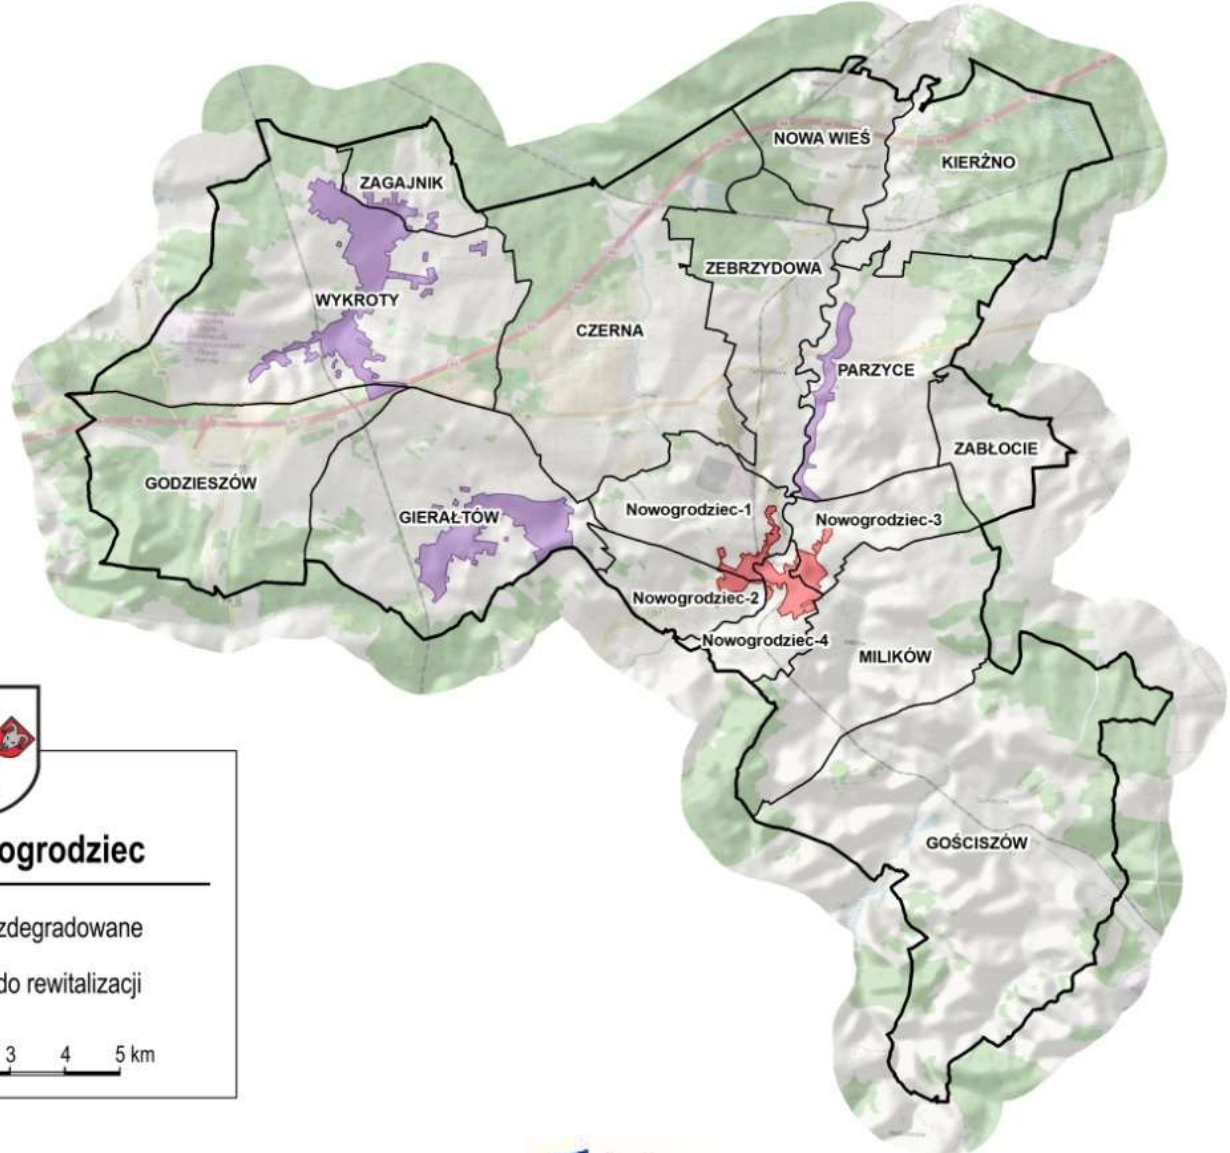 NOWA WIEŚ
KIERŻNO
ZAGAJNIK
ZEBRZYDOWA
WYKROTY
CZERNA
PARZYCE
ZABŁOCIE
GODZIESZÓW
GIERAŁTÓW
Nowogrodziec-1
Nowogrodziec-3
Nowogrodziec-2
Nowogrodziec-4
MILIKÓW
GOŚCISZÓW
ogrodziec
zdegradowane
do rewitalizacji
3 4 5 km